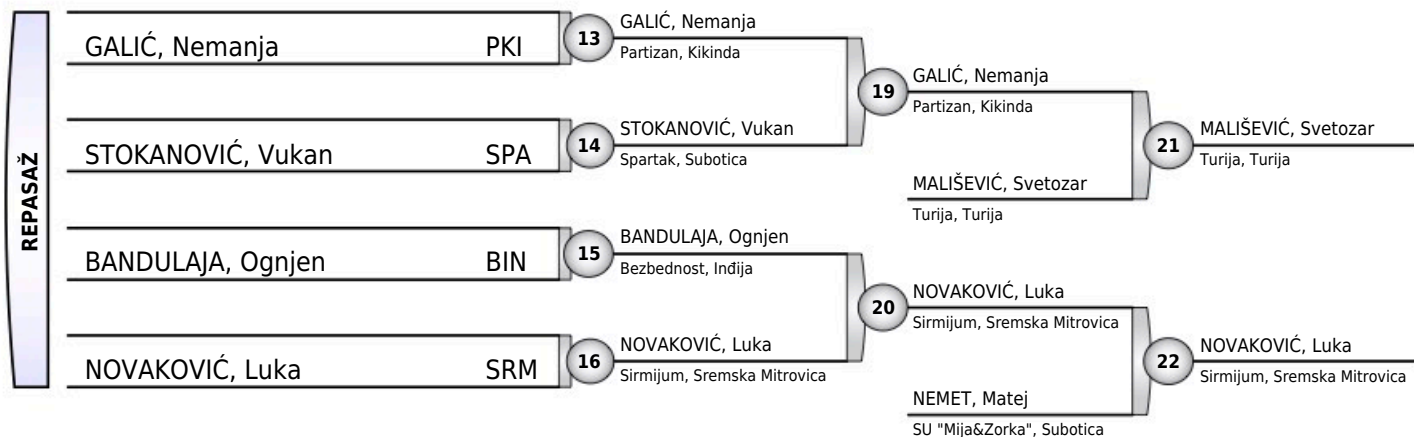 REPASAŽ
GALIĆ, Nemanja PKI
STOKANOVIĆ, Vukan SPA
BANDULAJA, Ognjen BIN
NOVAKOVIĆ, Luka SRM
13
GALIĆ, Nemanja
Partizan, Kikinda
14
STOKANOVIĆ, Vukan
Spartak, Subotica
15
BANDULAJA, Ognjen
Bezbednost, Inđija
16
NOVAKOVIĆ, Luka
Sirmijum, Sremska Mitrovica
19
GALIĆ, Nemanja
Partizan, Kikinda
MALIŠEVIĆ, Svetozar
Turija, Turija
20
NOVAKOVIĆ, Luka
Sirmijum, Sremska Mitrovica
NEMET, Matej
SU "Mija&Zorka", Subotica
21
MALIŠEVIĆ, Svetozar
Turija, Turija
22
NOVAKOVIĆ, Luka
Sirmijum, Sremska Mitrovica